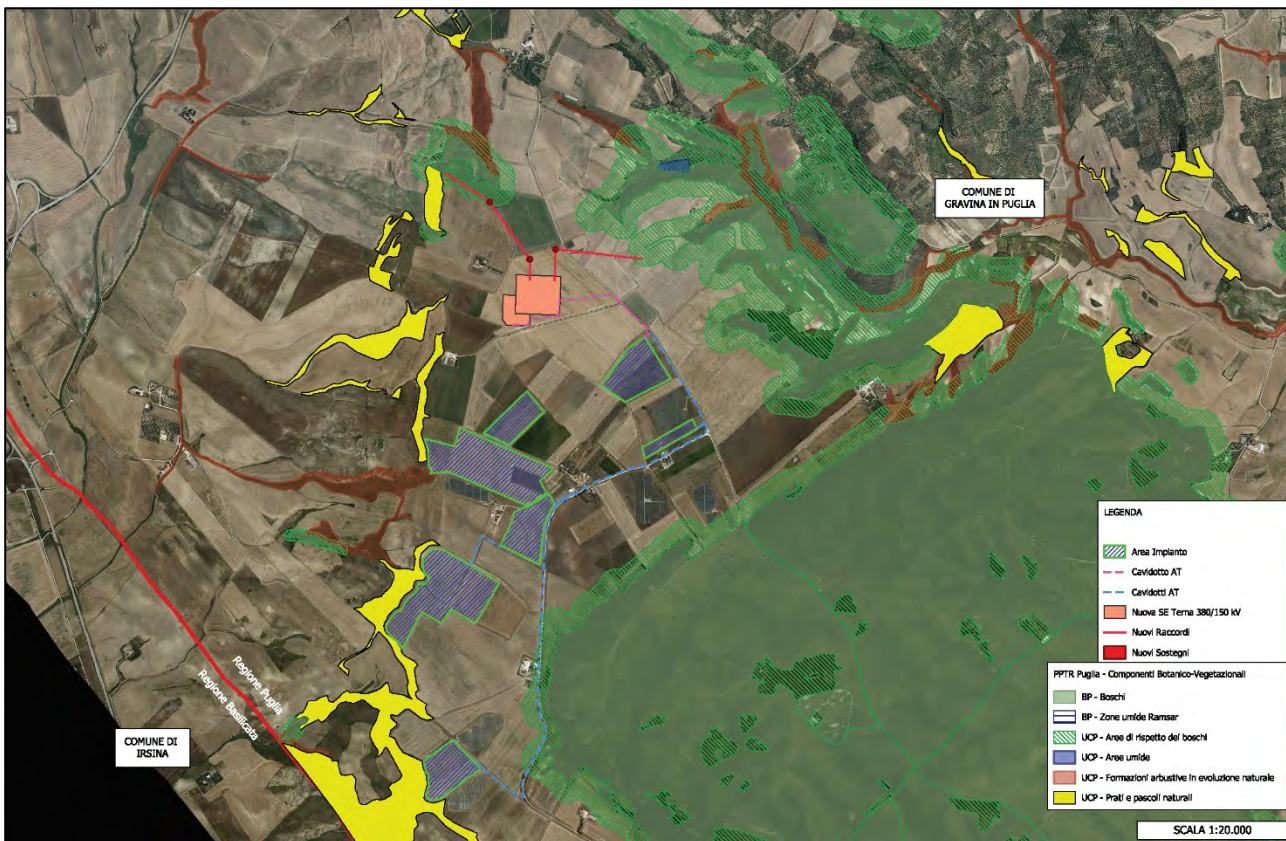 COMUNE DI
GRAVINA IN PUGLIA
Regione Puglia
Regione Basilicata
COMUNE DI
IRSINA
LEGENDA
Area Impianto
Cavidotto AT
Cavidotti AT
Nuova SE Terna 380/150 kV
Nuovi Raccordi
Nuovi Sostegni
PPTR Puglia - Componenti Botanico-Vegetazionali
BP - Boschi
BP - Zone umide Ramsar
UCP - Aree di rispetto dei boschi
UCP - Aree umide
UCP - Formazioni arbustive in evoluzione naturale
UCP - Prati e pascoli naturali
SCALA 1:20.000